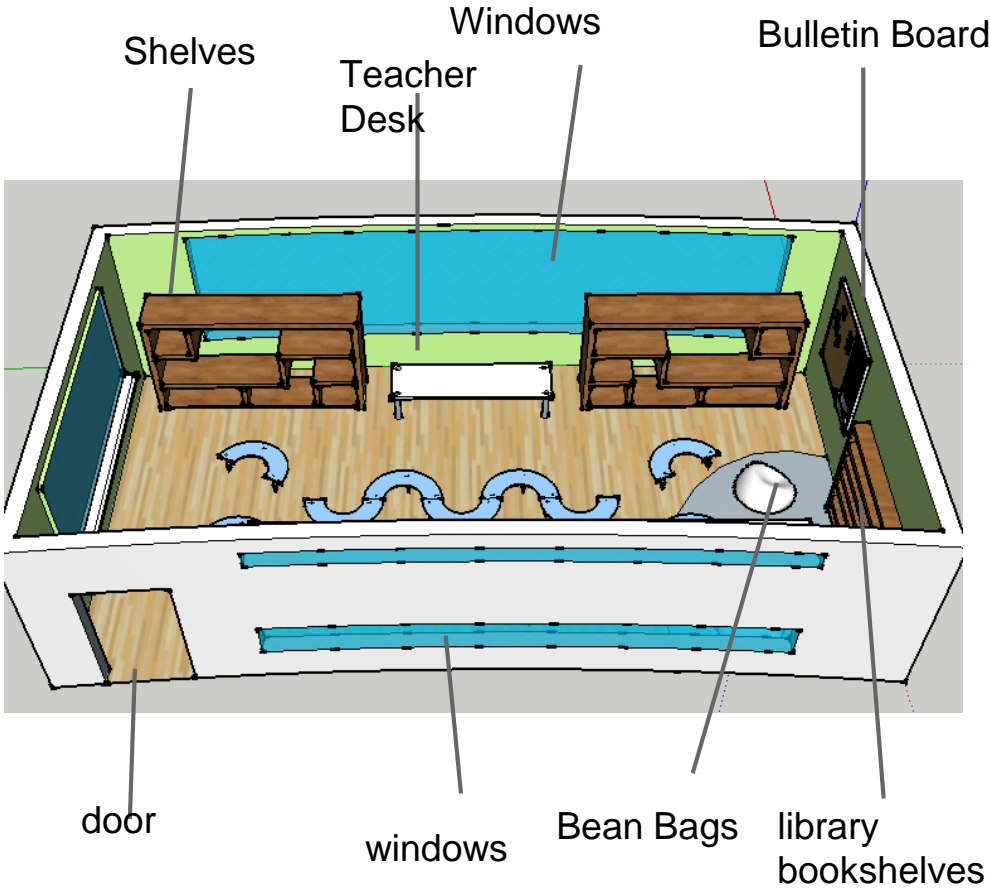 Windows
Bulletin Board
Shelves
Teacher
Desk
door
windows
Bean Bags
library
bookshelves